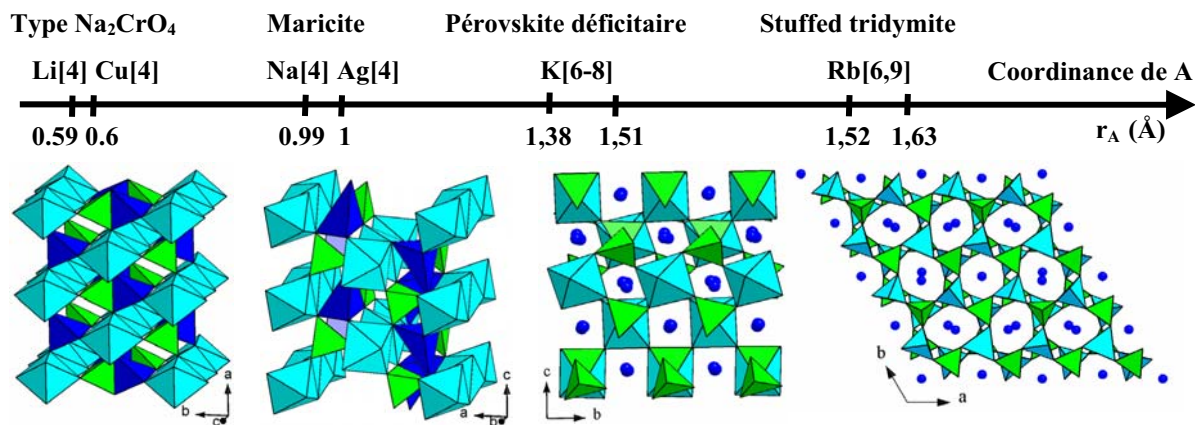 Type Na₂CrO₄ Maricite Pérovskite déficitaire Stuffed tridymite
Li[4] Cu[4] Na[4] Ag[4] K[6-8] Rb[6,9] Coordinance de A
0.59 0.6 0.99 1 1,38 1,51 1,52 1,63 r_A (Å)
a b c
c a b
c b
b a